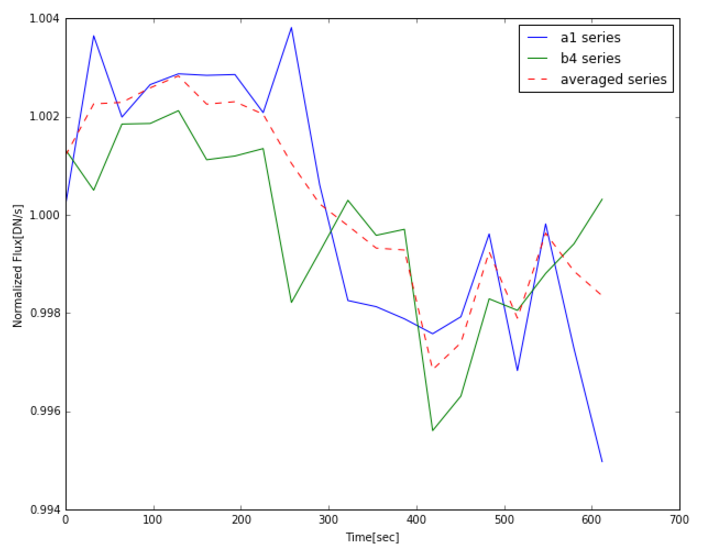 1.004
1.002
1.000
0.998
0.996
0.994
Normalized Flux[DN/s]
a1 series
b4 series
averaged series
0 100 200 300 400 500 600 700
Time[sec]